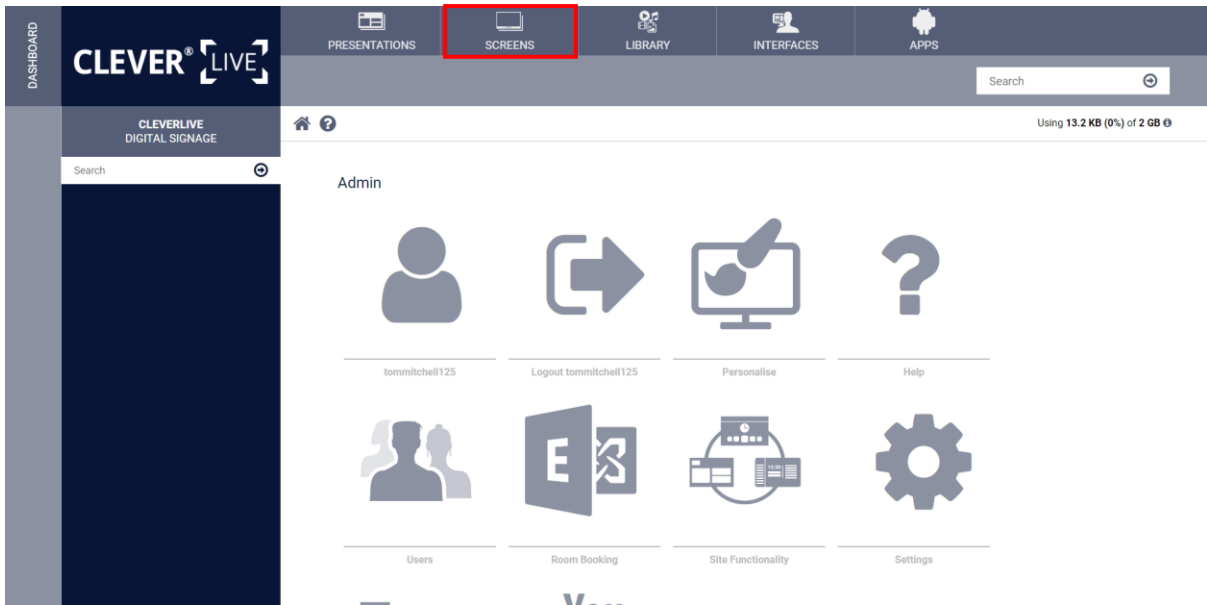 DASHBOARD
CLEVER® LIVE
PRESENTATIONS
SCREENS
LIBRARY
INTERFACES
APPS
Search
CLEVERLIVE
DIGITAL SIGNAGE
Using 13.2 KB (0%) of 2 GB
Search
Admin
tommitchell125
Logout tommitchell125
Personalise
Help
Users
Room Booking
Site Functionality
Settings